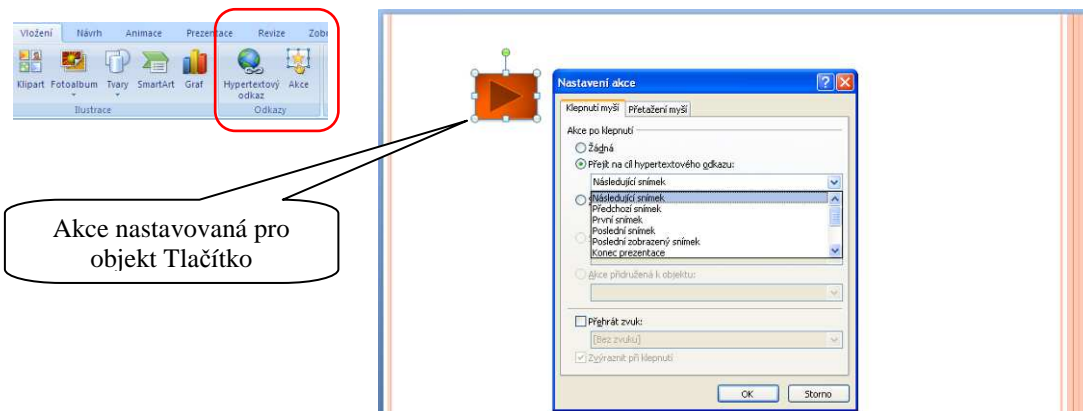 Vložení Návrh Animace Prezentace Revize
Klipart Fotoalbum Tvary SmartArt Graf Hypertextový odkaz Akce
Ilustrace Odkazy
Akce nastavovaná pro
objekt Tlačítko
Nastavení akce
Klepnutí myší Přetažení myší
Akce po klepnutí
Žádná
Přejít na cíl hypertextového odkazu:
Následující snímek
Následující snímek
Předchozí snímek
První snímek
Poslední snímek
Poslední zobrazený snímek
Konec prezentace
Akce přidružená k objektu:
Přehrát zvuk:
[Bez zvuku]
Zvýraznit při klepnutí
OK Storno